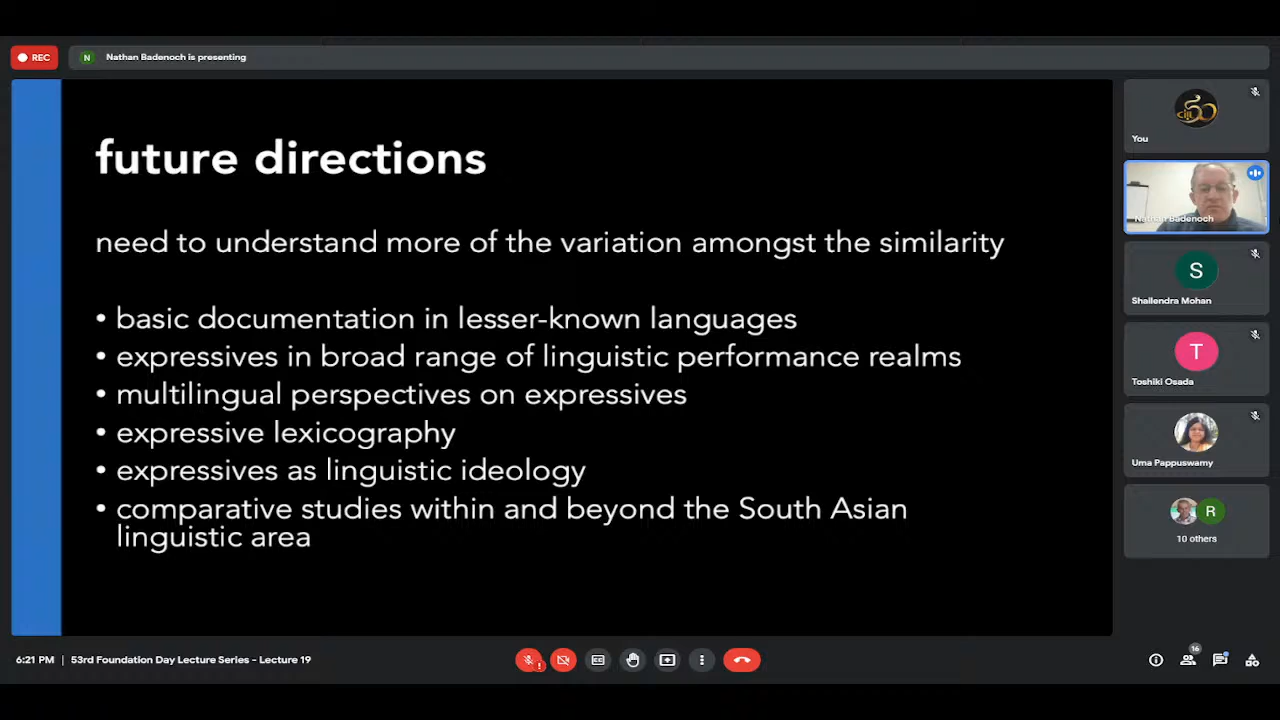 REC
N Nathan Badenoch is presenting
future directions
need to understand more of the variation amongst the similarity
• basic documentation in lesser-known languages
• expressives in broad range of linguistic performance realms
• multilingual perspectives on expressives
• expressive lexicography
• expressives as linguistic ideology
• comparative studies within and beyond the South Asian
linguistic area
You
Nathan Badenoch
S
Shailendra Mohan
T
Toshiki Osada
Uma Pappuswamy
R
10 others
6:21 PM | 53rd Foundation Day Lecture Series - Lecture 19
16